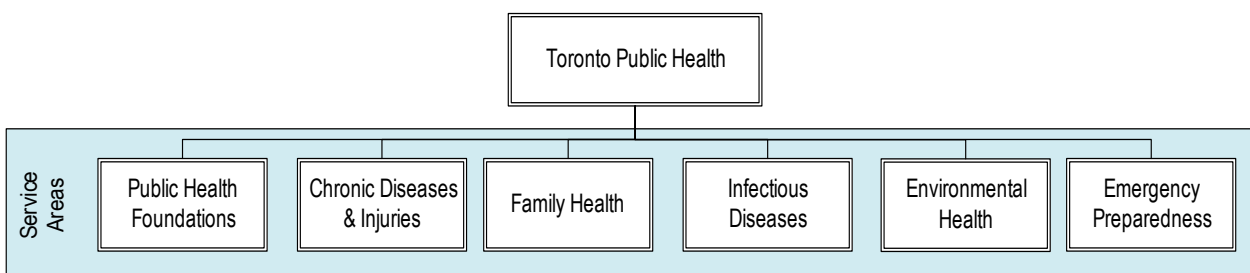 Toronto Public Health
Service
Areas
Public Health
Foundations
Chronic Diseases
& Injuries
Family Health
Infectious
Diseases
Environmental
Health
Emergency
Preparedness